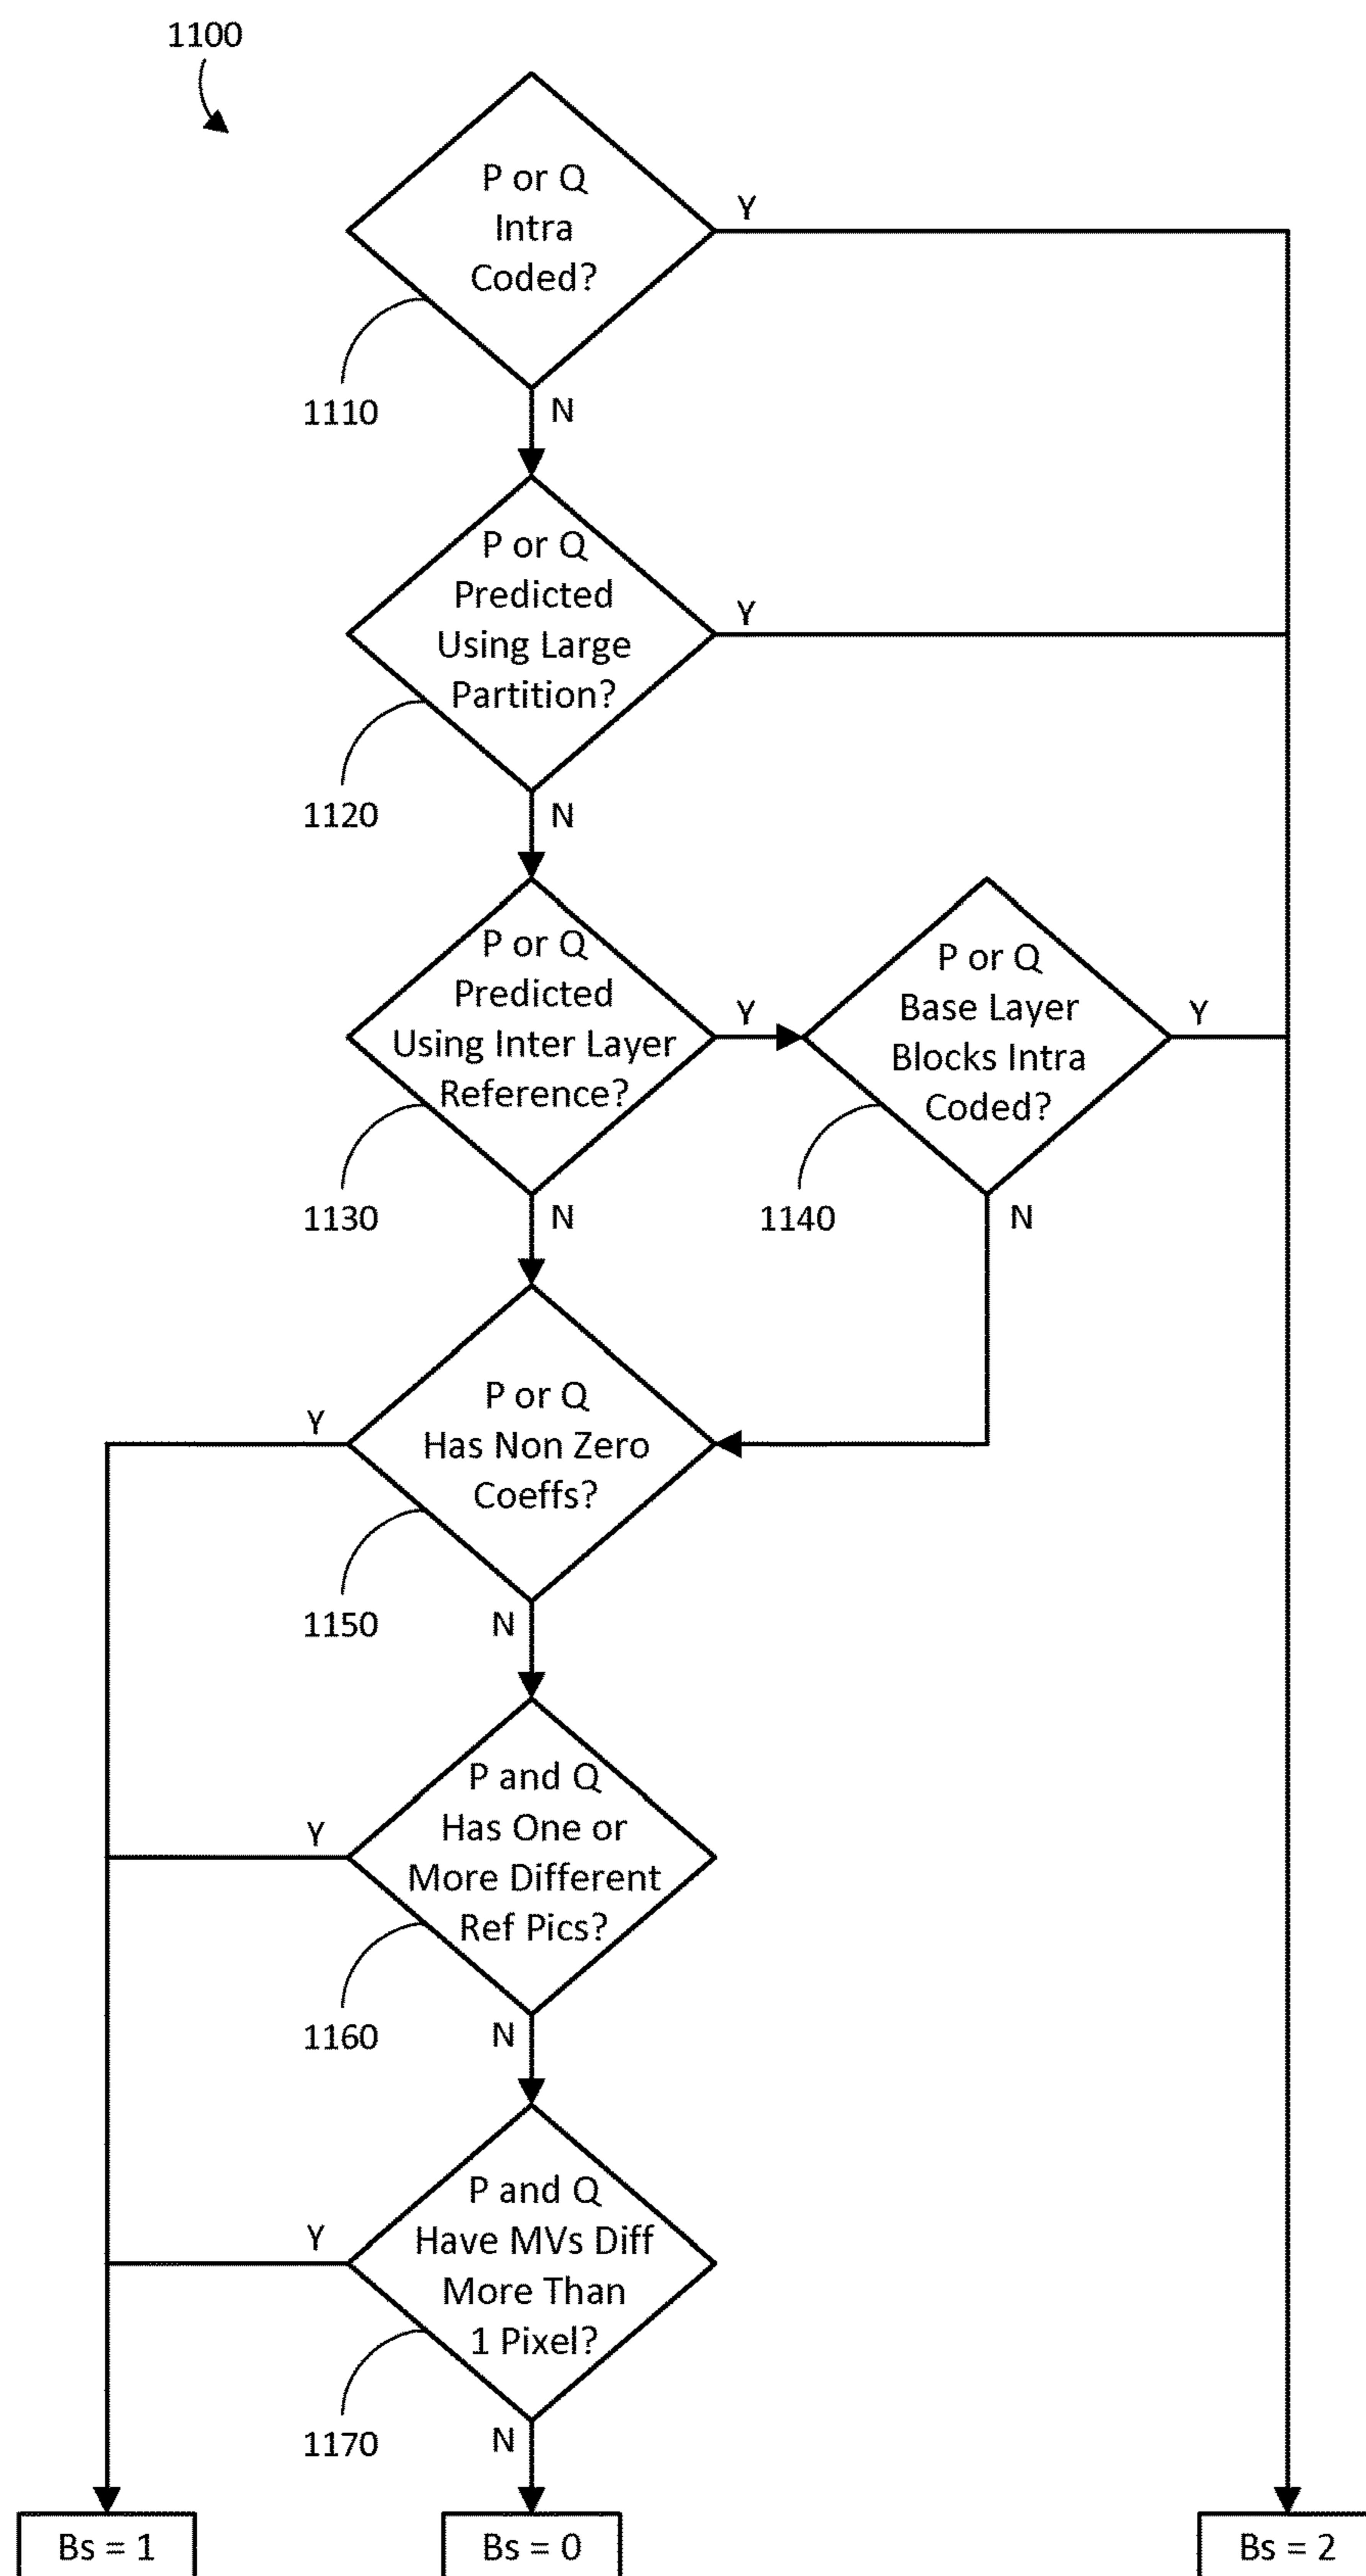 1100
P or Q
Intra
Coded?
Y
1110
N
P or Q
Predicted
Using Large
Partition?
Y
1120
N
P or Q
Predicted
Using Inter Layer
Reference?
Y
1130
N
P or Q
Base Layer
Blocks Intra
Coded?
Y
1140
N
P or Q
Has Non Zero
Coeffs?
Y
1150
N
P and Q
Has One or
More Different
Ref Pics?
Y
1160
N
P and Q
Have MVs Diff
More Than
1 Pixel?
Y
1170
N
Bs = 1
Bs = 0
Bs = 2